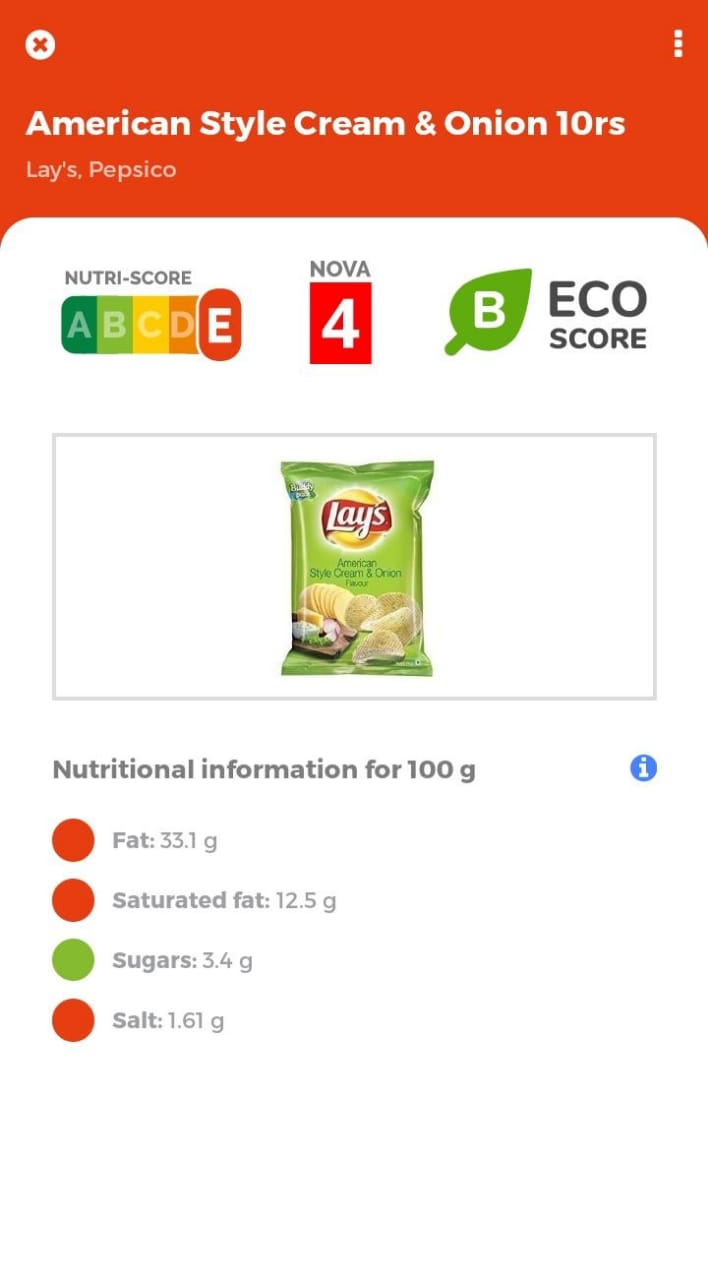 American Style Cream & Onion 10rs
Lay's, Pepsico
NUTRI-SCORE
A B C D E
NOVA
4
B
ECO
SCORE
Buddy
Lay's
American
Style Cream & Onion
Flavour
Nutritional information for 100 g
Fat: 33.1 g
Saturated fat: 12.5 g
Sugars: 3.4 g
Salt: 1.61 g